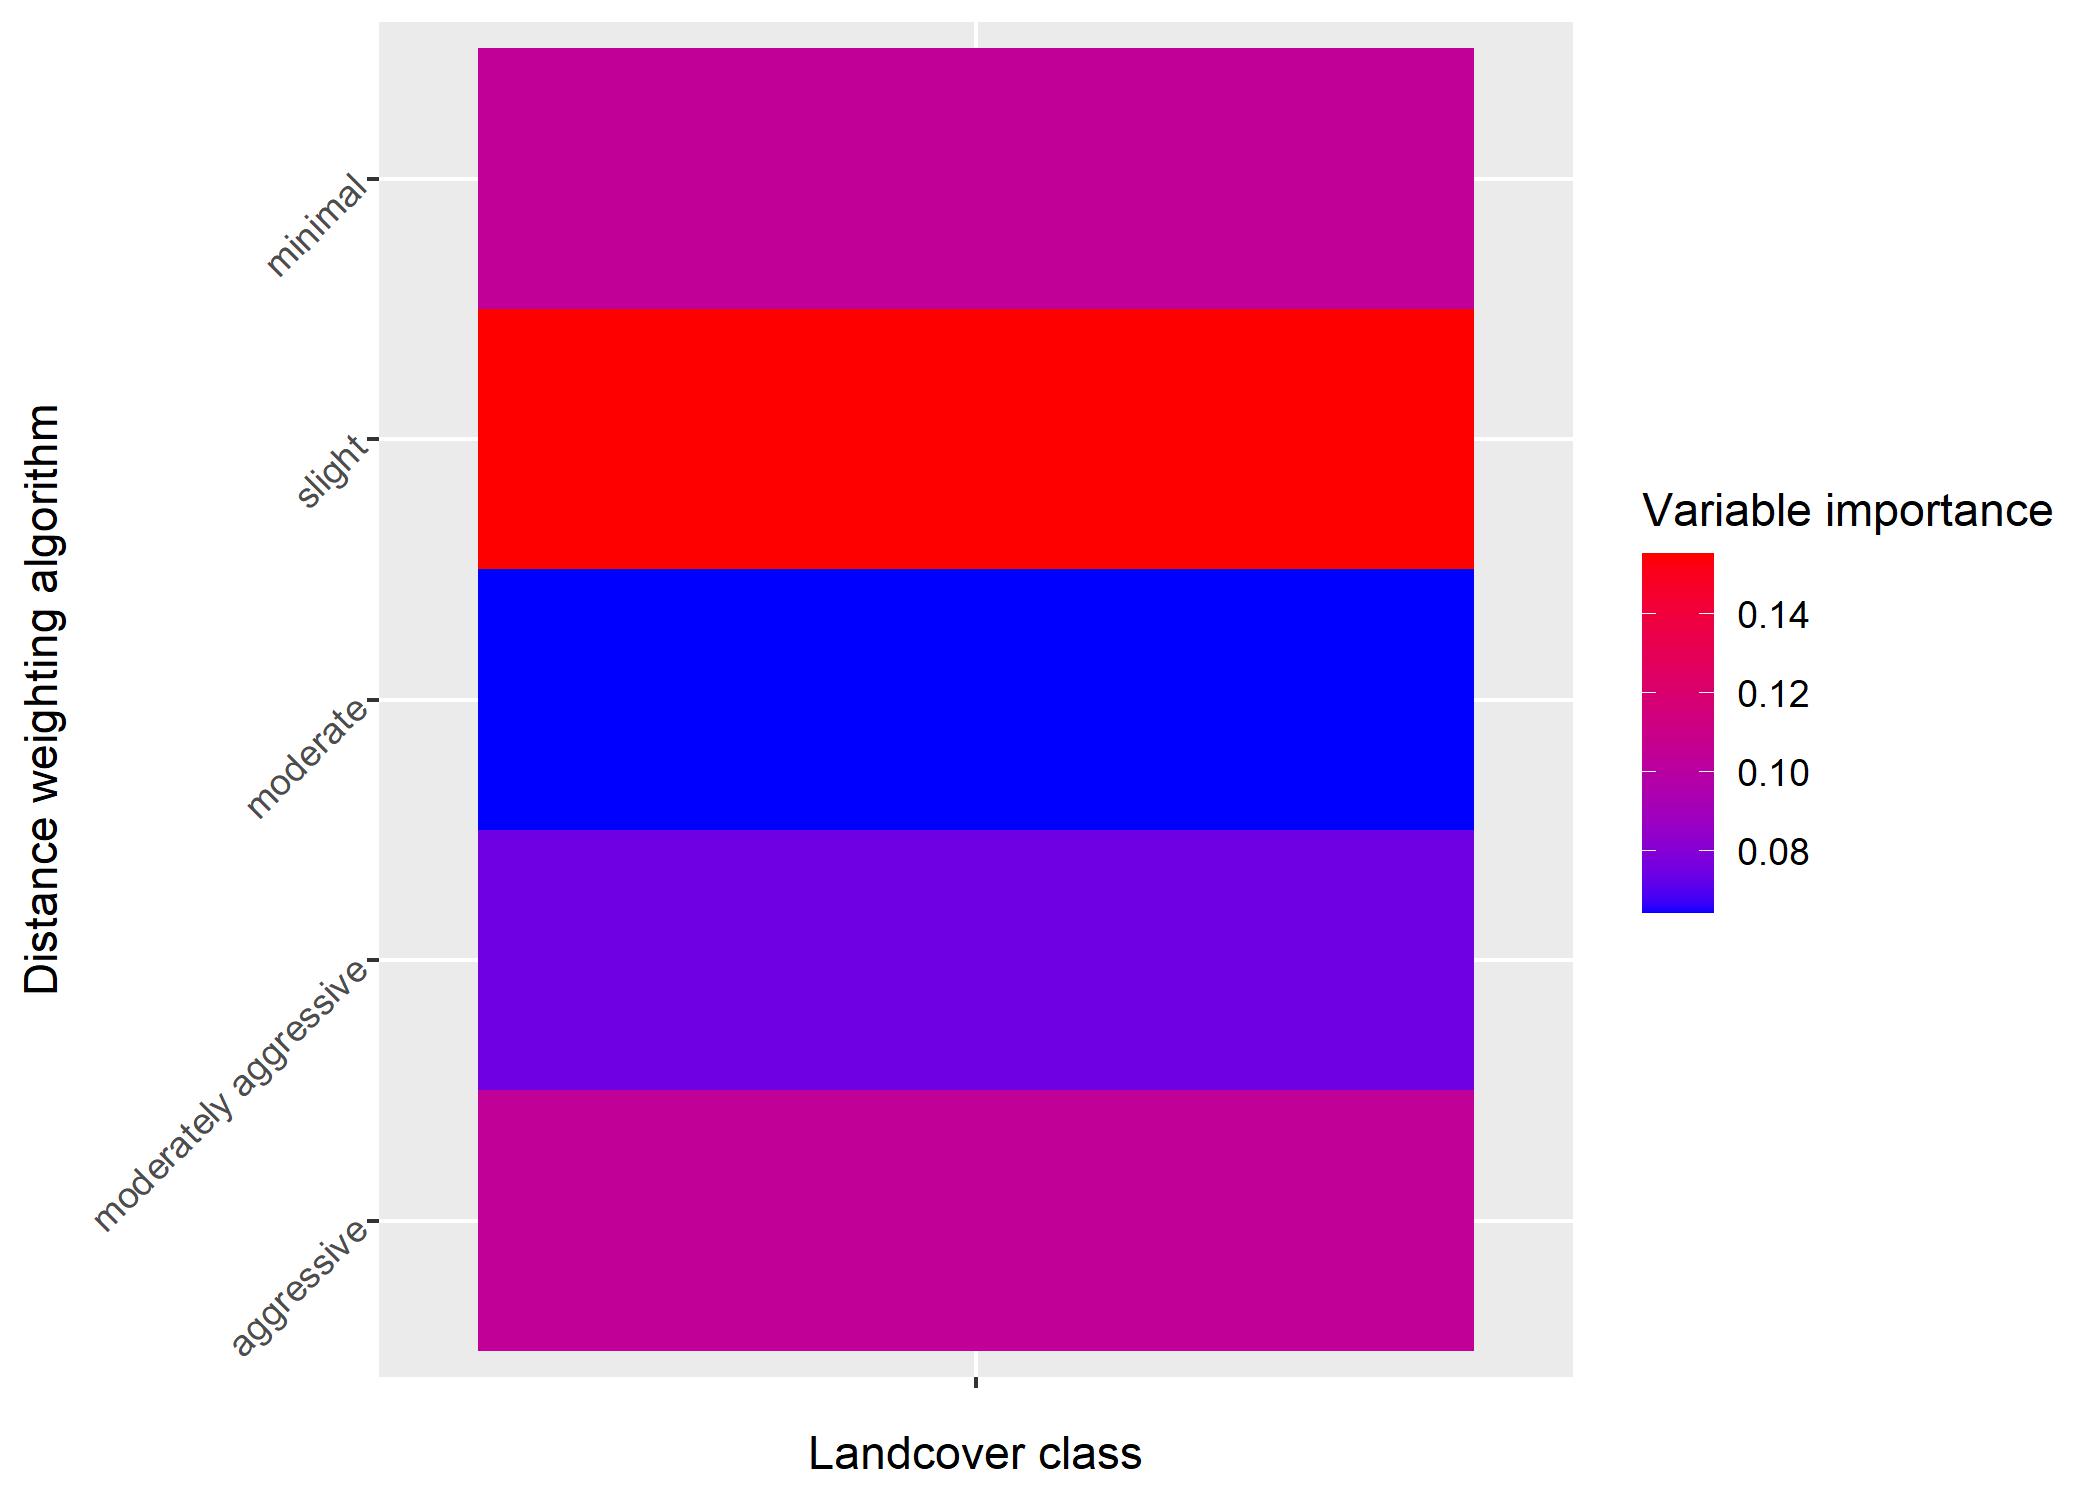 Distance weighting algorithm
minimal
slight
moderate
moderately aggressive
aggressive
Landcover class
Variable importance
0.14
0.12
0.10
0.08